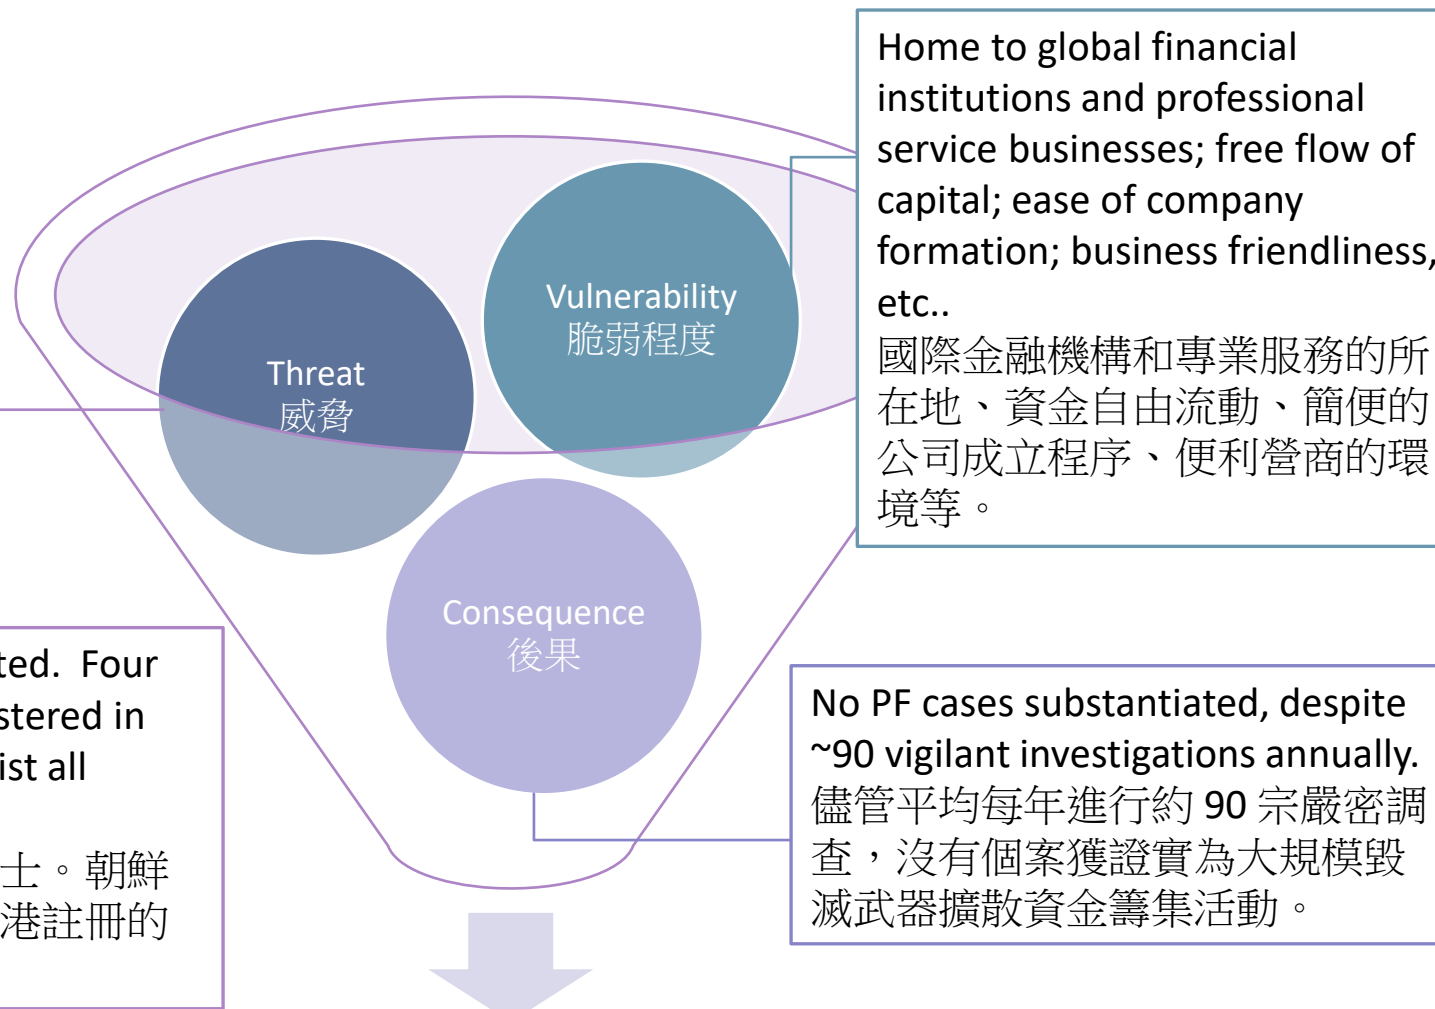 Home to global financial
institutions and professional
service businesses; free flow of
capital; ease of company
formation; business friendliness,
etc..
國際金融機構和專業服務的所
在地、資金自由流動、簡便的
公司成立程序、便利營商的環
境等。
Vulnerability
脆弱程度
Threat
威脅
Consequence
後果
ted. Four
stered in
ist all
士。朝鮮
港註冊的
No PF cases substantiated, despite
~90 vigilant investigations annually.
儘管平均每年進行約 90 宗嚴密調
查，沒有個案獲證實為大規模毀
滅武器擴散資金籌集活動。